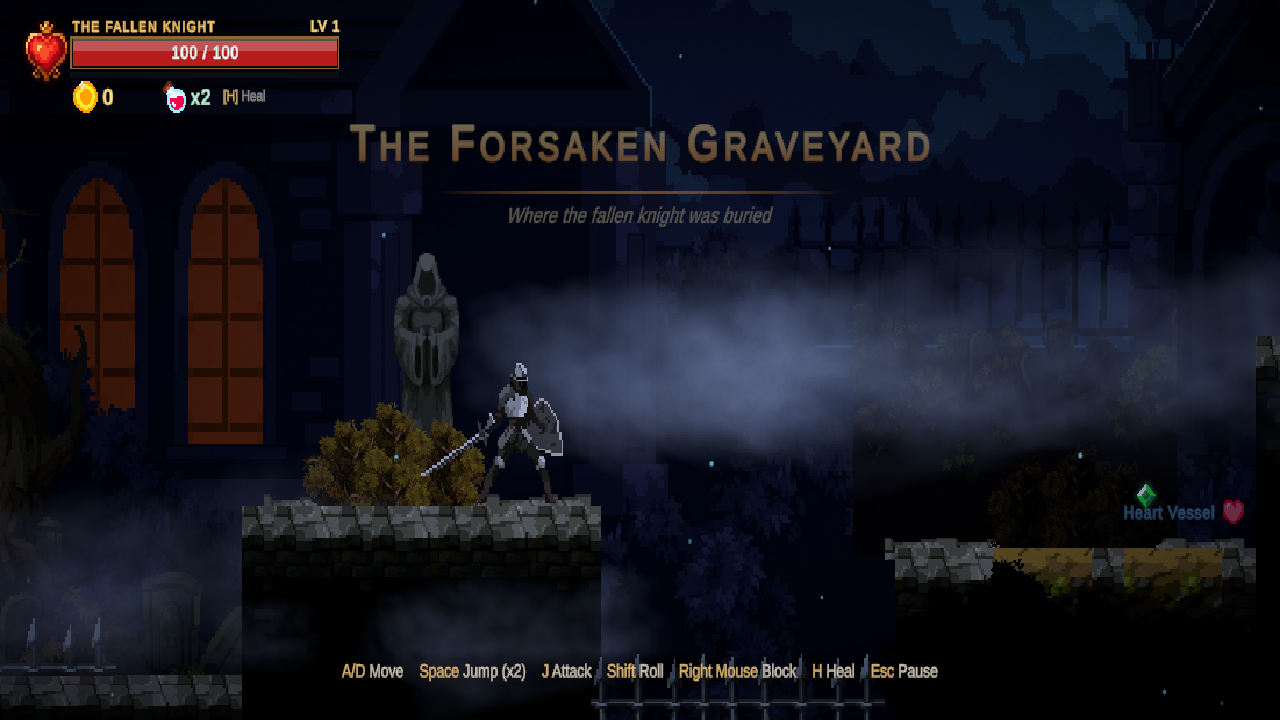 THE FALLEN KNIGHT LV 1
100 / 100
0 x2 [H] Heal
THE FORSAKEN GRAVEYARD
Where the fallen knight was buried
Heart Vessel
A/D Move Space Jump (x2) J Attack Shift Roll Right Mouse Block H Heal Esc Pause